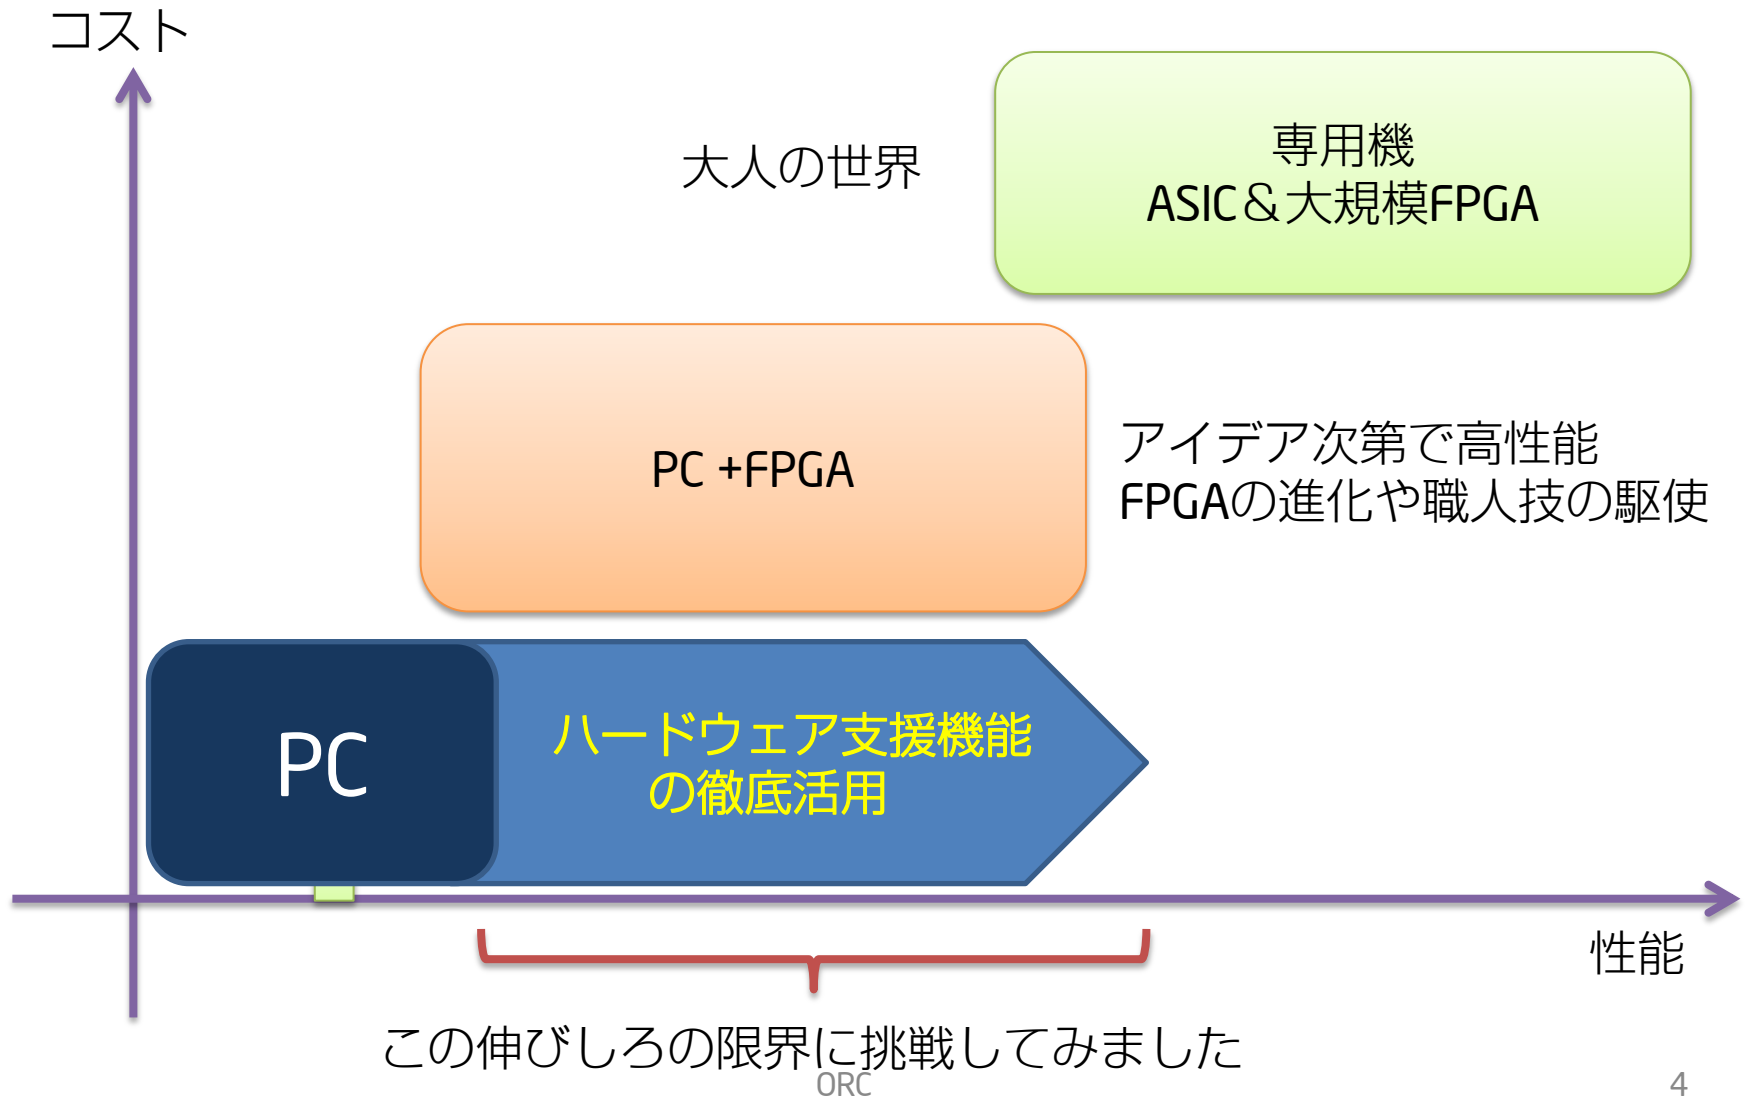 コスト
大人の世界
専用機
ASIC＆大規模FPGA
PC +FPGA
アイデア次第で高性能
FPGAの進化や職人技の駆使
PC
ハードウェア支援機能
の徹底活用
性能
この伸びしろの限界に挑戦してみました
ORC
4